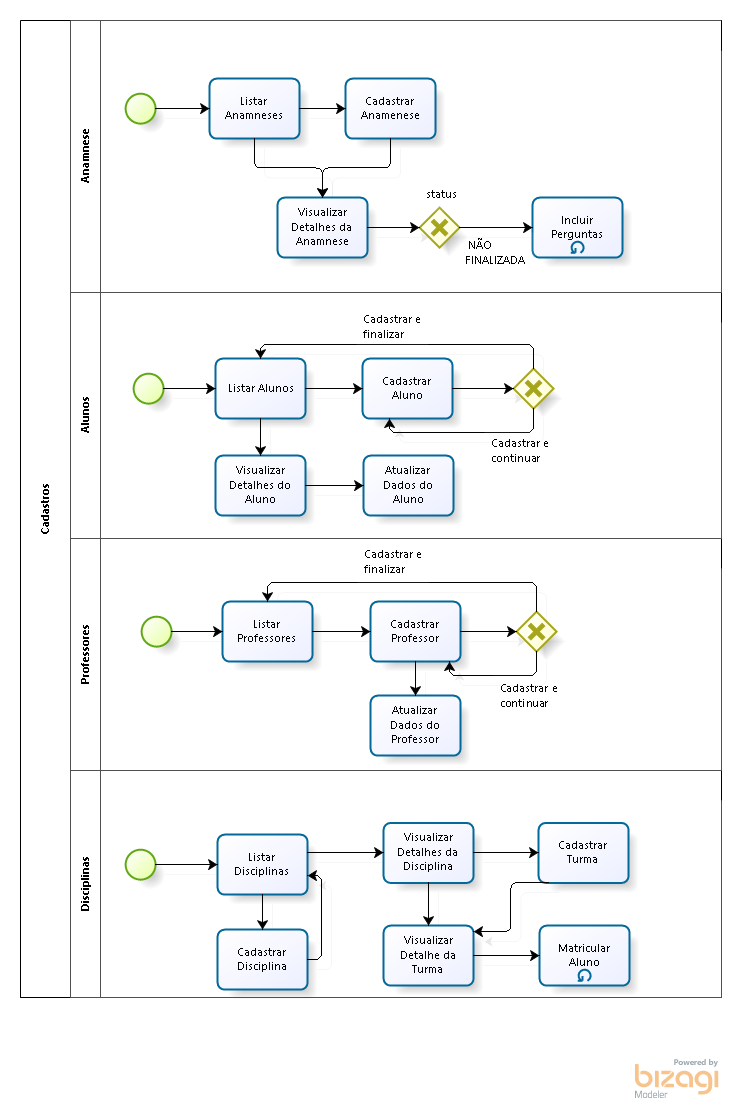 Cadastros
Anamnese
Listar
Anamneses
Cadastrar
Anamenese
Visualizar
Detalhes da
Anamnese
status
NÃO
FINALIZADA
Incluir
Perguntas
Alunos
Cadastrar e
finalizar
Listar Alunos
Cadastrar
Aluno
Cadastrar e
continuar
Visualizar
Detalhes do
Aluno
Atualizar
Dados do
Aluno
Professores
Cadastrar e
finalizar
Listar
Professores
Cadastrar
Professor
Cadastrar e
continuar
Atualizar
Dados do
Professor
Disciplinas
Listar
Disciplinas
Visualizar
Detalhes da
Disciplina
Cadastrar
Turma
Cadastrar
Disciplina
Visualizar
Detalhe da
Turma
Matricular
Aluno
Powered by
bizagi
Modeler